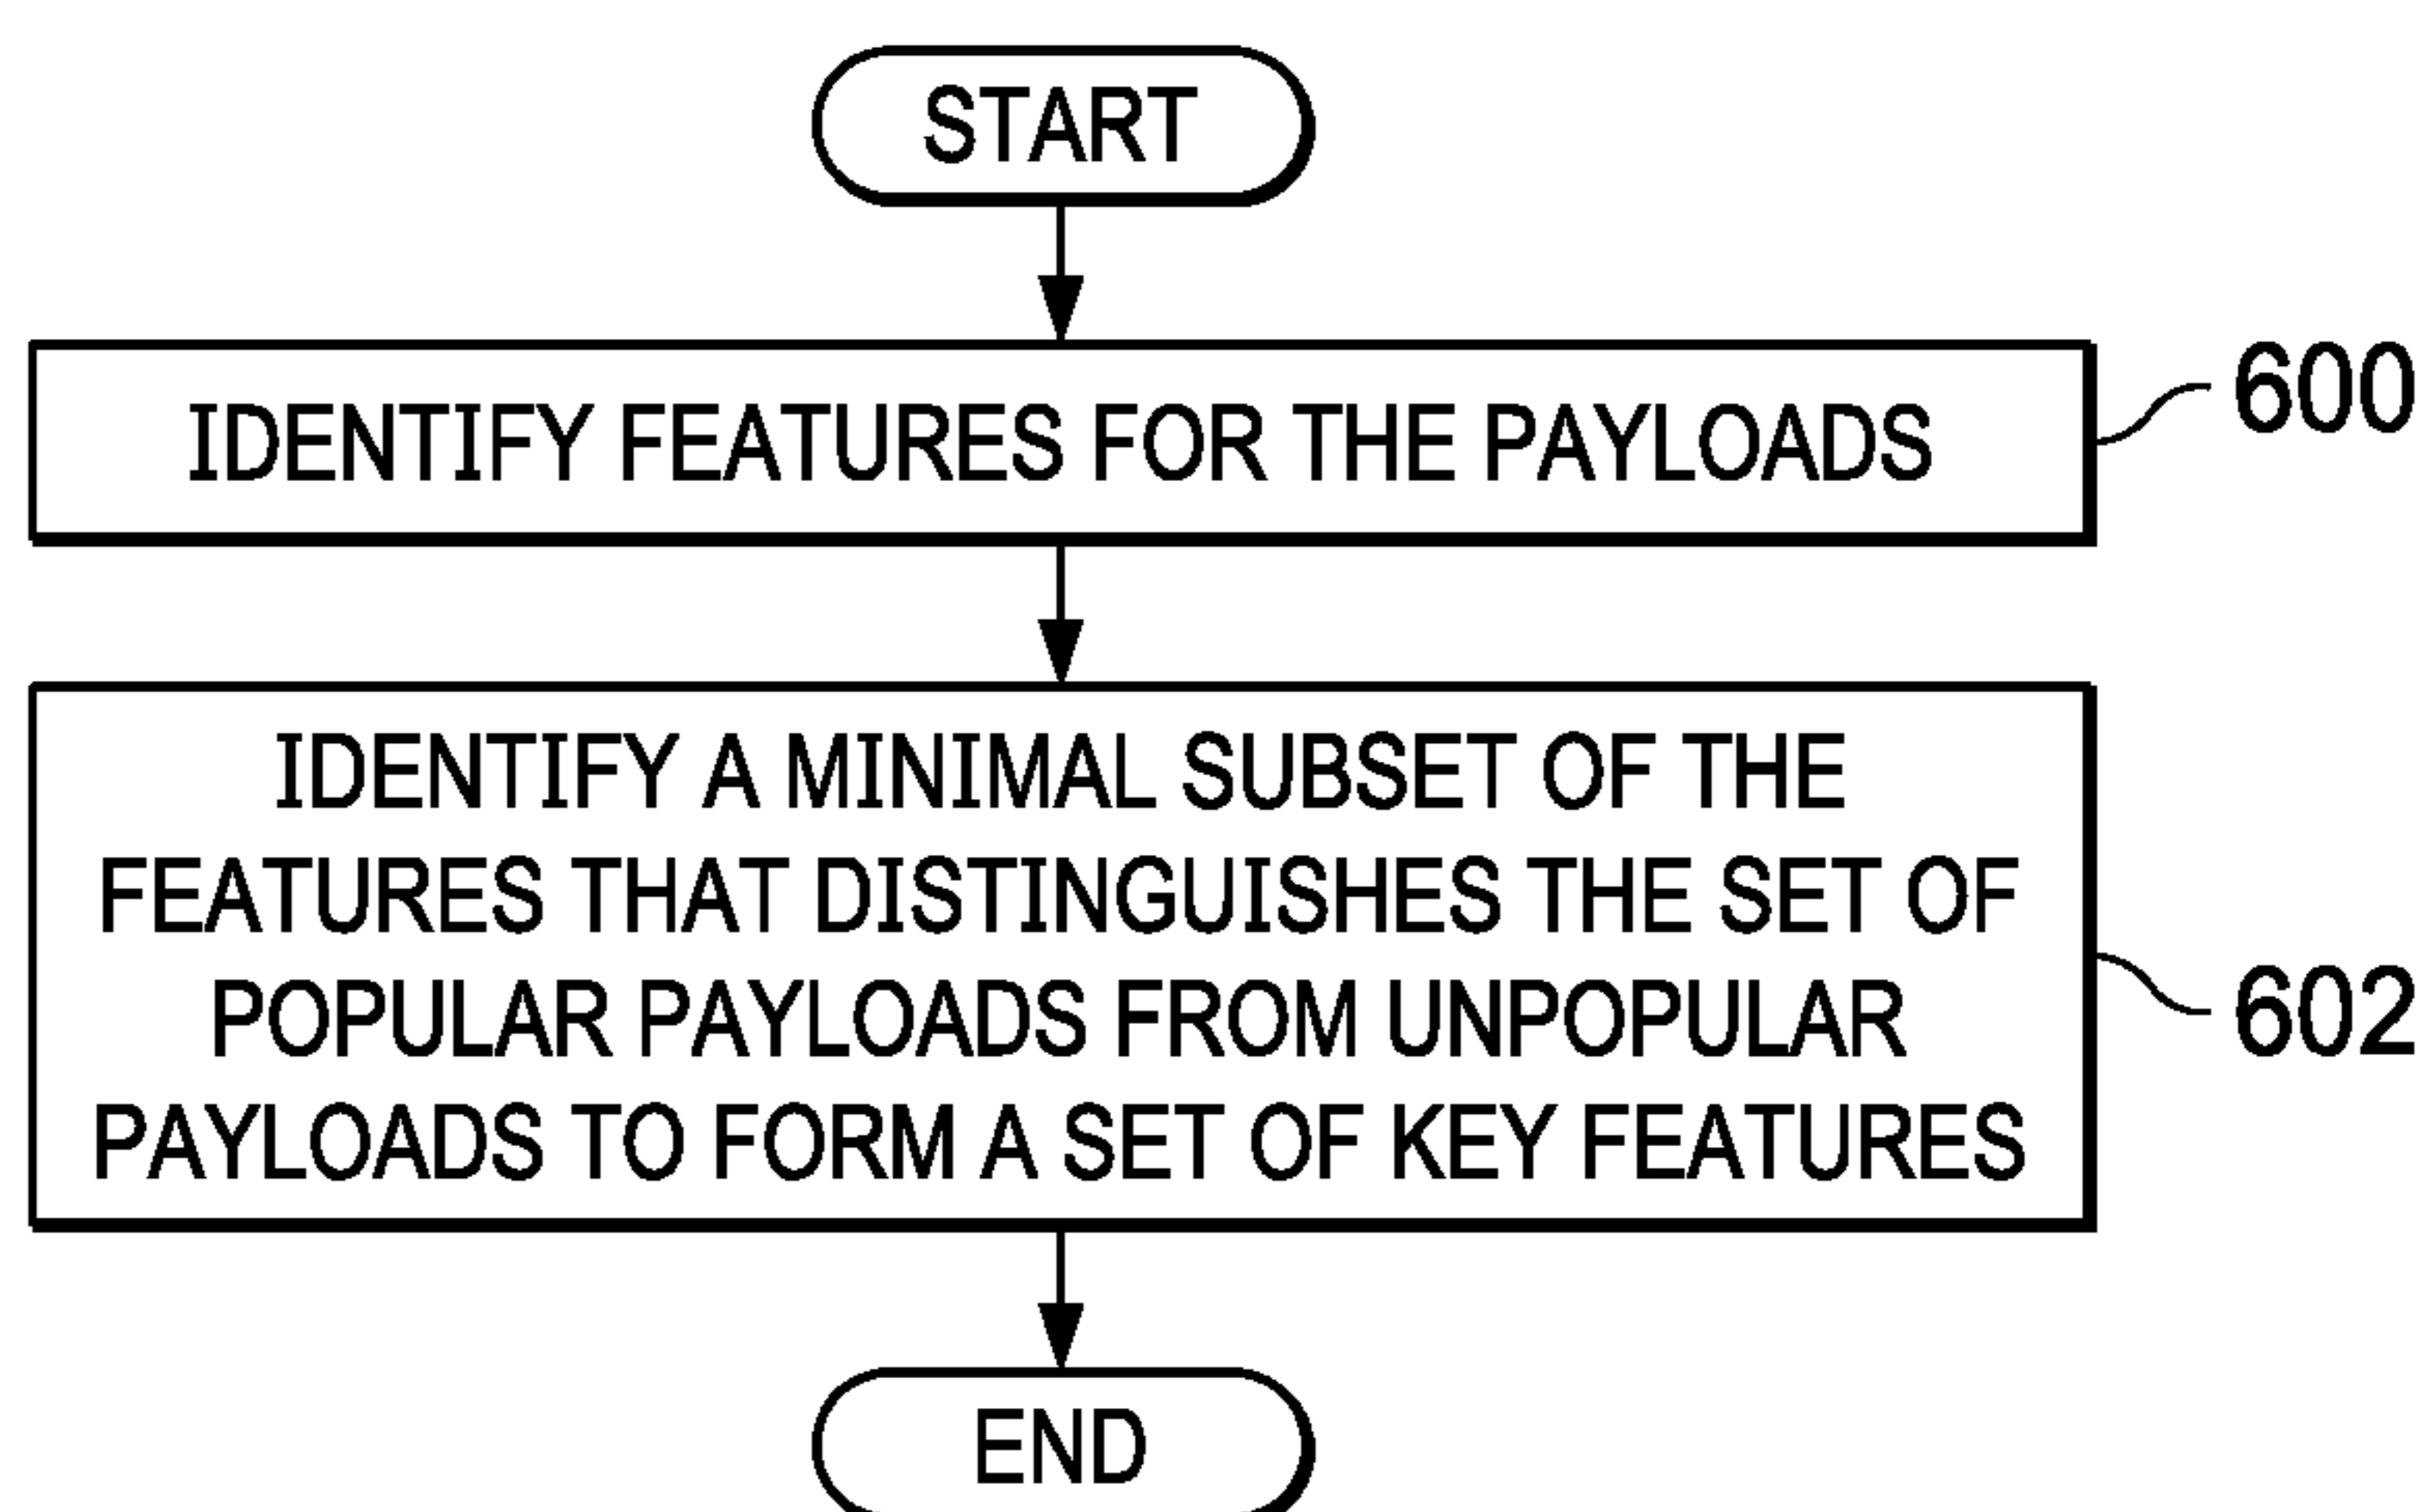 START
IDENTIFY FEATURES FOR THE PAYLOADS
600
IDENTIFY A MINIMAL SUBSET OF THE
FEATURES THAT DISTINGUISHES THE SET OF
POPULAR PAYLOADS FROM UNPOPULAR
PAYLOADS TO FORM A SET OF KEY FEATURES
602
END